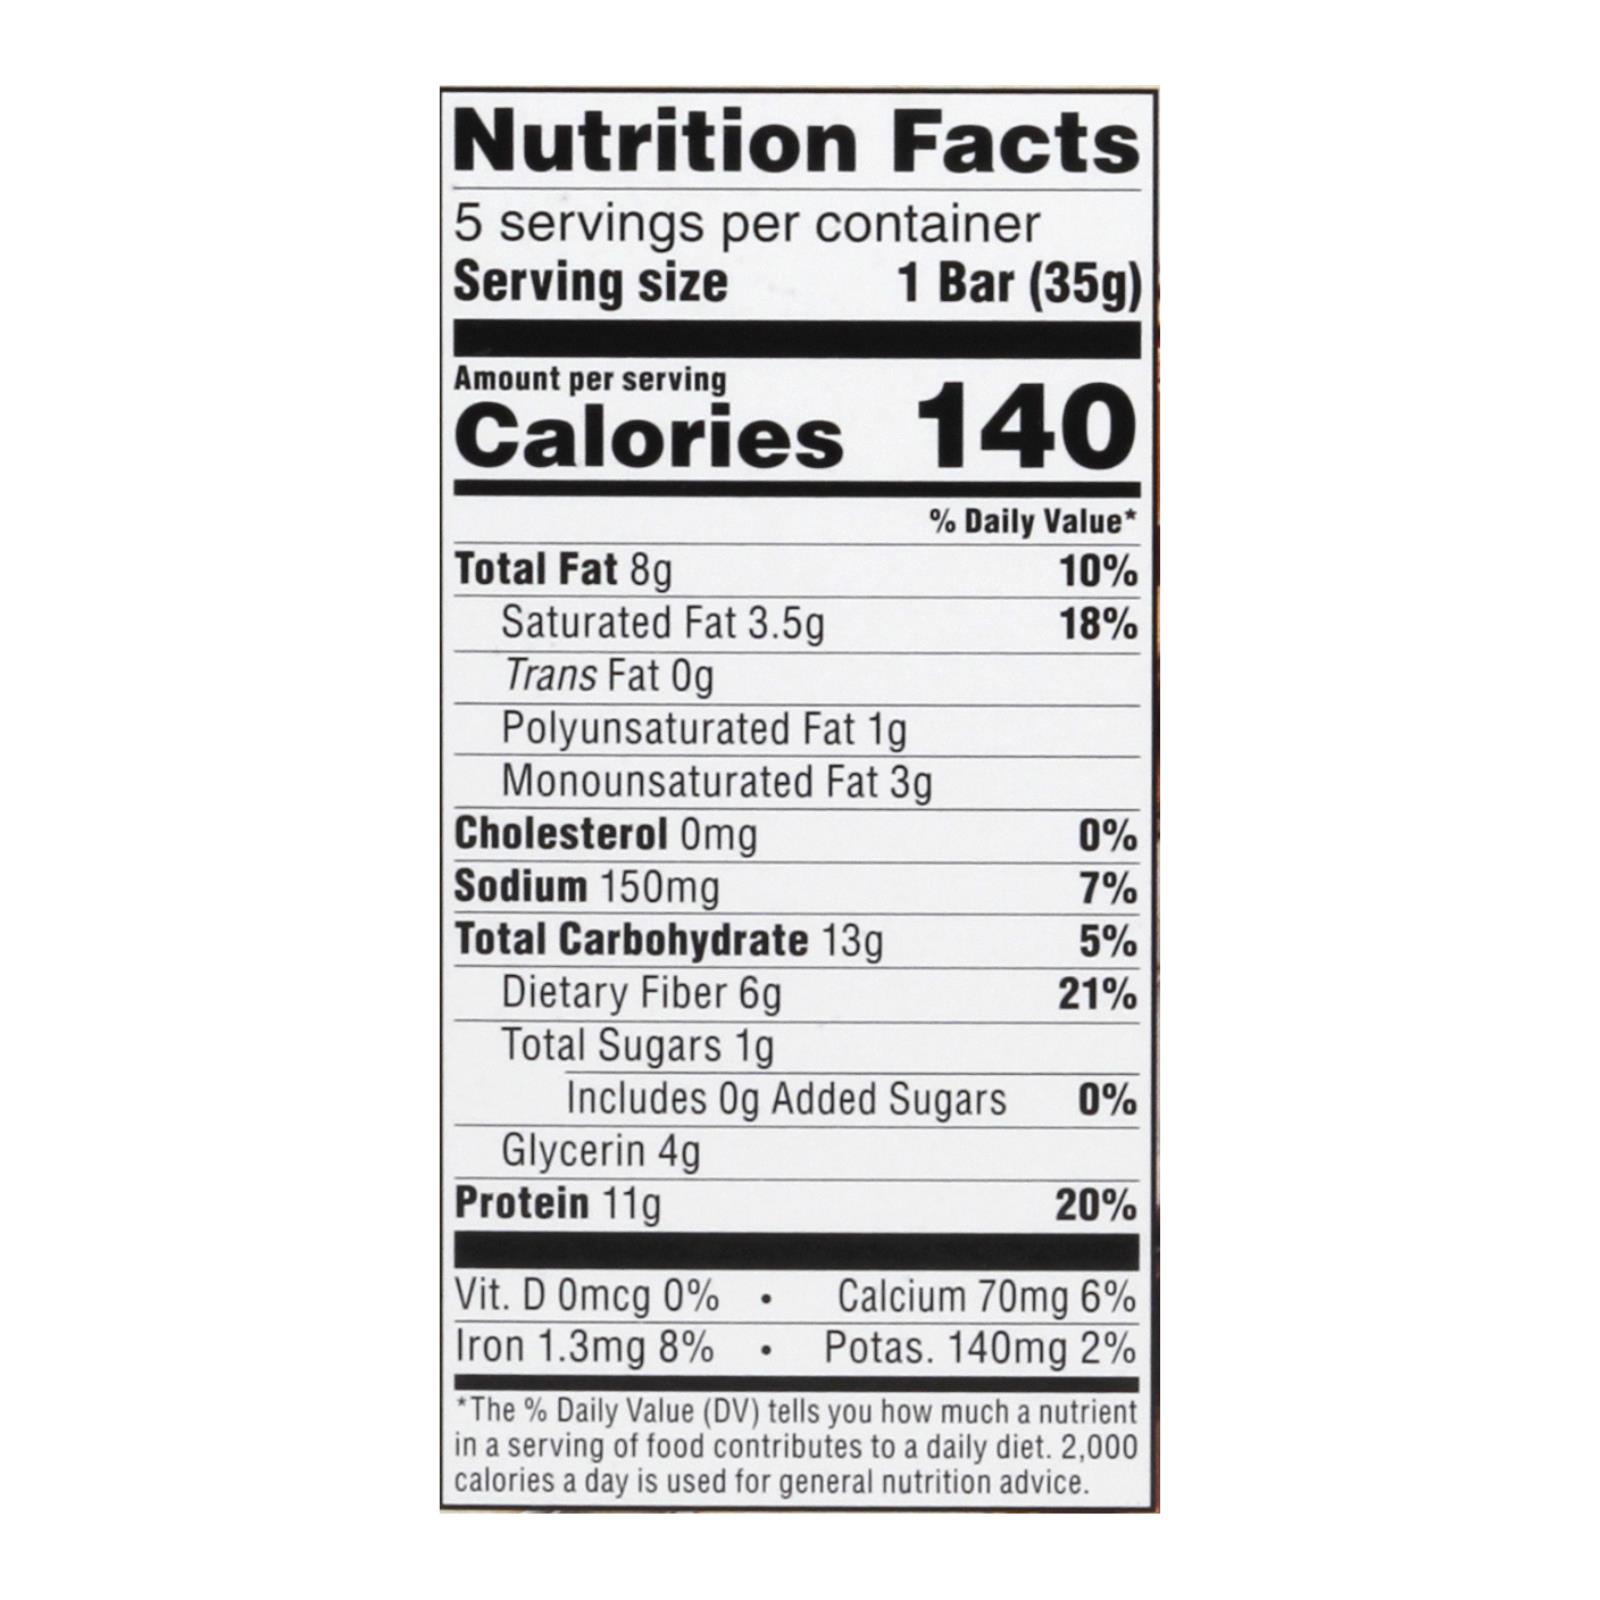 Nutrition Facts
5 servings per container
Serving size 1 Bar (35g)
Amount per serving
Calories 140
% Daily Value*
Total Fat 8g 10%
Saturated Fat 3.5g 18%
Trans Fat 0g
Polyunsaturated Fat 1g
Monounsaturated Fat 3g
Cholesterol 0mg 0%
Sodium 150mg 7%
Total Carbohydrate 13g 5%
Dietary Fiber 6g 21%
Total Sugars 1g
Includes 0g Added Sugars 0%
Glycerin 4g
Protein 11g 20%
Vit. D 0mcg 0% • Calcium 70mg 6%
Iron 1.3mg 8% • Potas. 140mg 2%
*The % Daily Value (DV) tells you how much a nutrient
in a serving of food contributes to a daily diet. 2,000
calories a day is used for general nutrition advice.